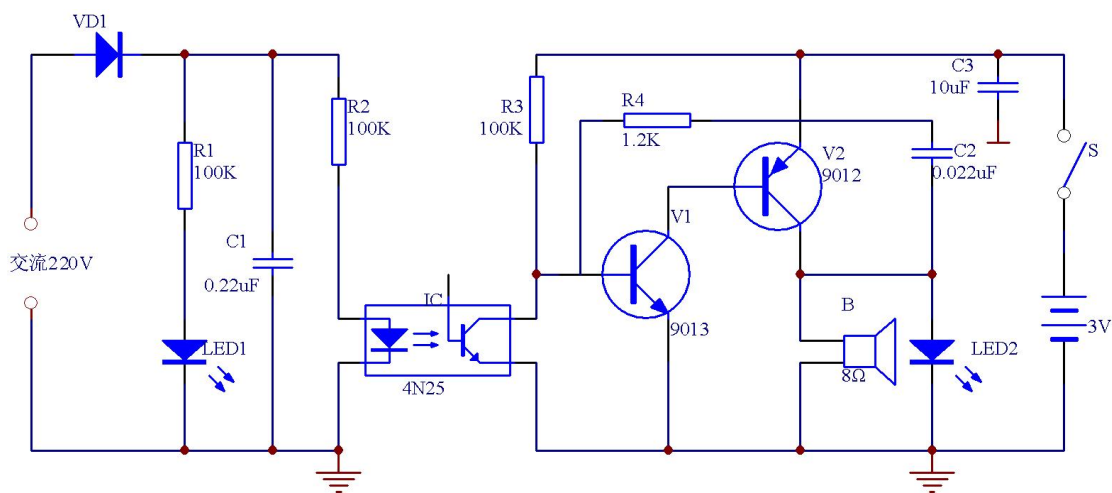 VD1
R1
100K
交流220V
C1
0.22uF
LED1
R2
100K
IC
4N25
R3
100K
R4
1.2K
V1
9013
V2
9012
C2
0.022uF
C3
10uF
B
8Ω
LED2
S
3V